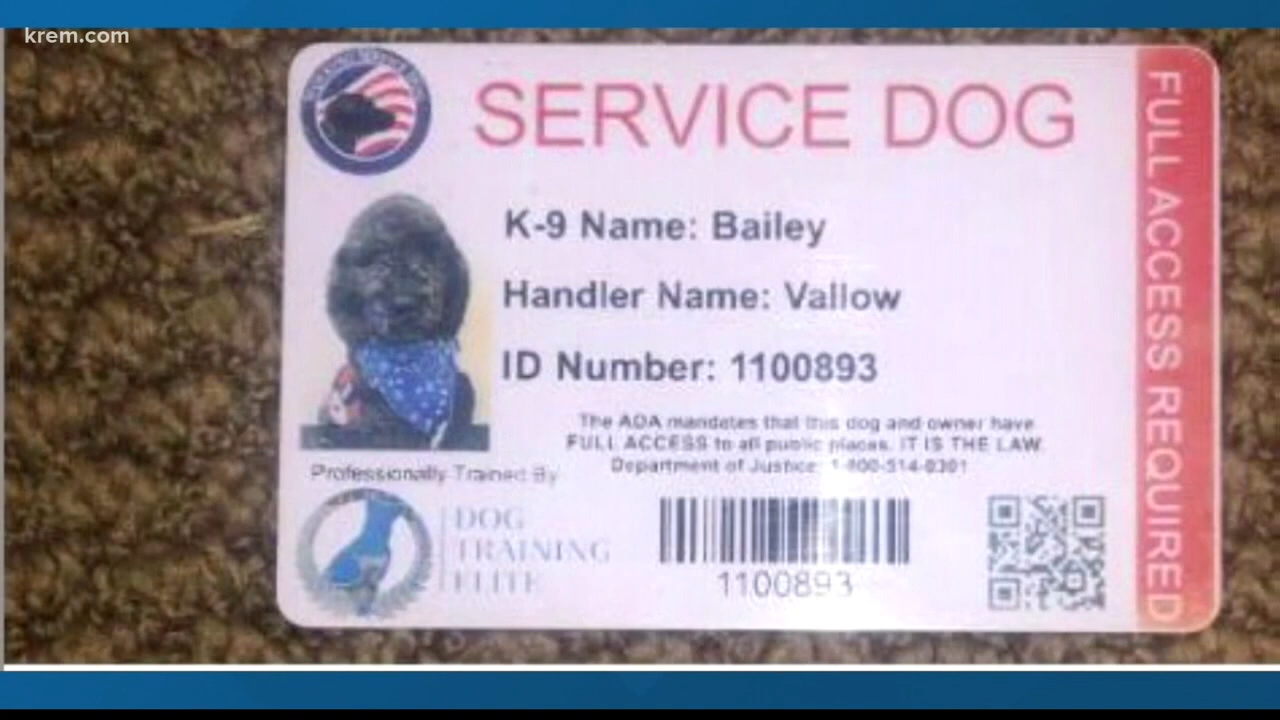 krem.com
SERVICE DOG
FULL ACCESS REQUIRED
K-9 Name: Bailey
Handler Name: Vallow
ID Number: 1100893
The ADA mandates that this dog and owner have
FULL ACCESS to all public places. IT IS THE LAW.
Department of Justice: 1-800-514-0301
Professionally Trained By
DOG
TRAINING
ELITE
1100893